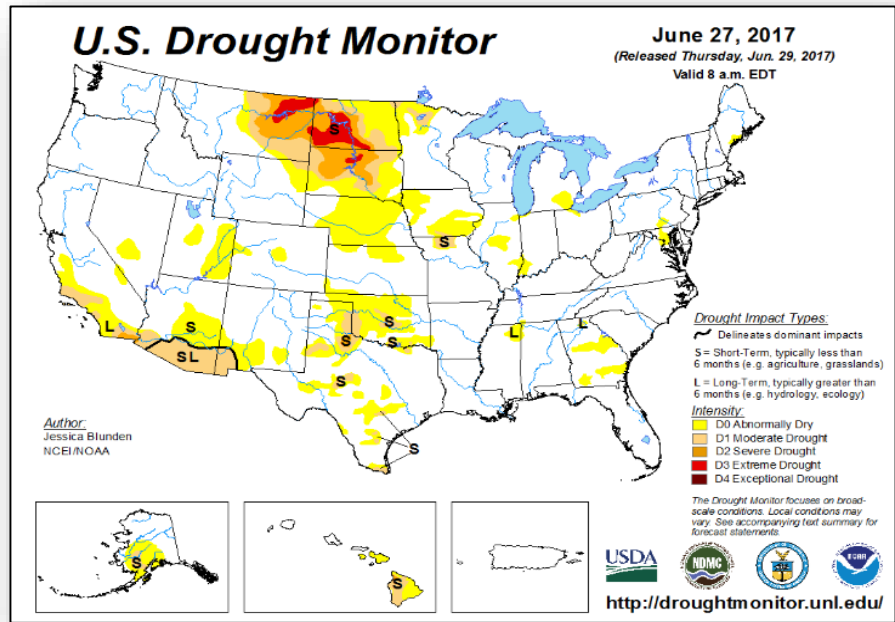 U.S. Drought Monitor
June 27, 2017
(Released Thursday, Jun. 29, 2017)
Valid 8 a.m. EDT
S
S
L
S
S L
S
S
S
S
S
L
L
Drought Impact Types:
Delineates dominant impacts
S = Short-Term, typically less than
6 months (e.g. agriculture, grasslands)
L = Long-Term, typically greater than
6 months (e.g. hydrology, ecology)
Intensity:
D0 Abnormally Dry
D1 Moderate Drought
D2 Severe Drought
D3 Extreme Drought
D4 Exceptional Drought
Author:
Jessica Blunden
NCEI/NOAA
The Drought Monitor focuses on broad-
scale conditions. Local conditions may
vary. See accompanying text summary for
forecast statements.
S
S
USDA
NDMC
NOAA
http://droughtmonitor.unl.edu/